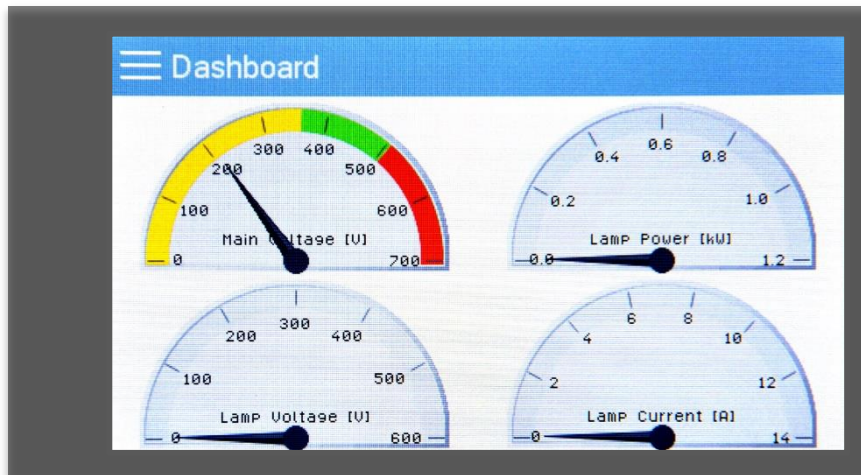 Dashboard
0 100 200 300 400 500 600 700
Main Voltage [V]
0.0 0.2 0.4 0.6 0.8 1.0 1.2
Lamp Power [kW]
0 100 200 300 400 500 600
Lamp Voltage [V]
0 2 4 6 8 10 12 14
Lamp Current [A]